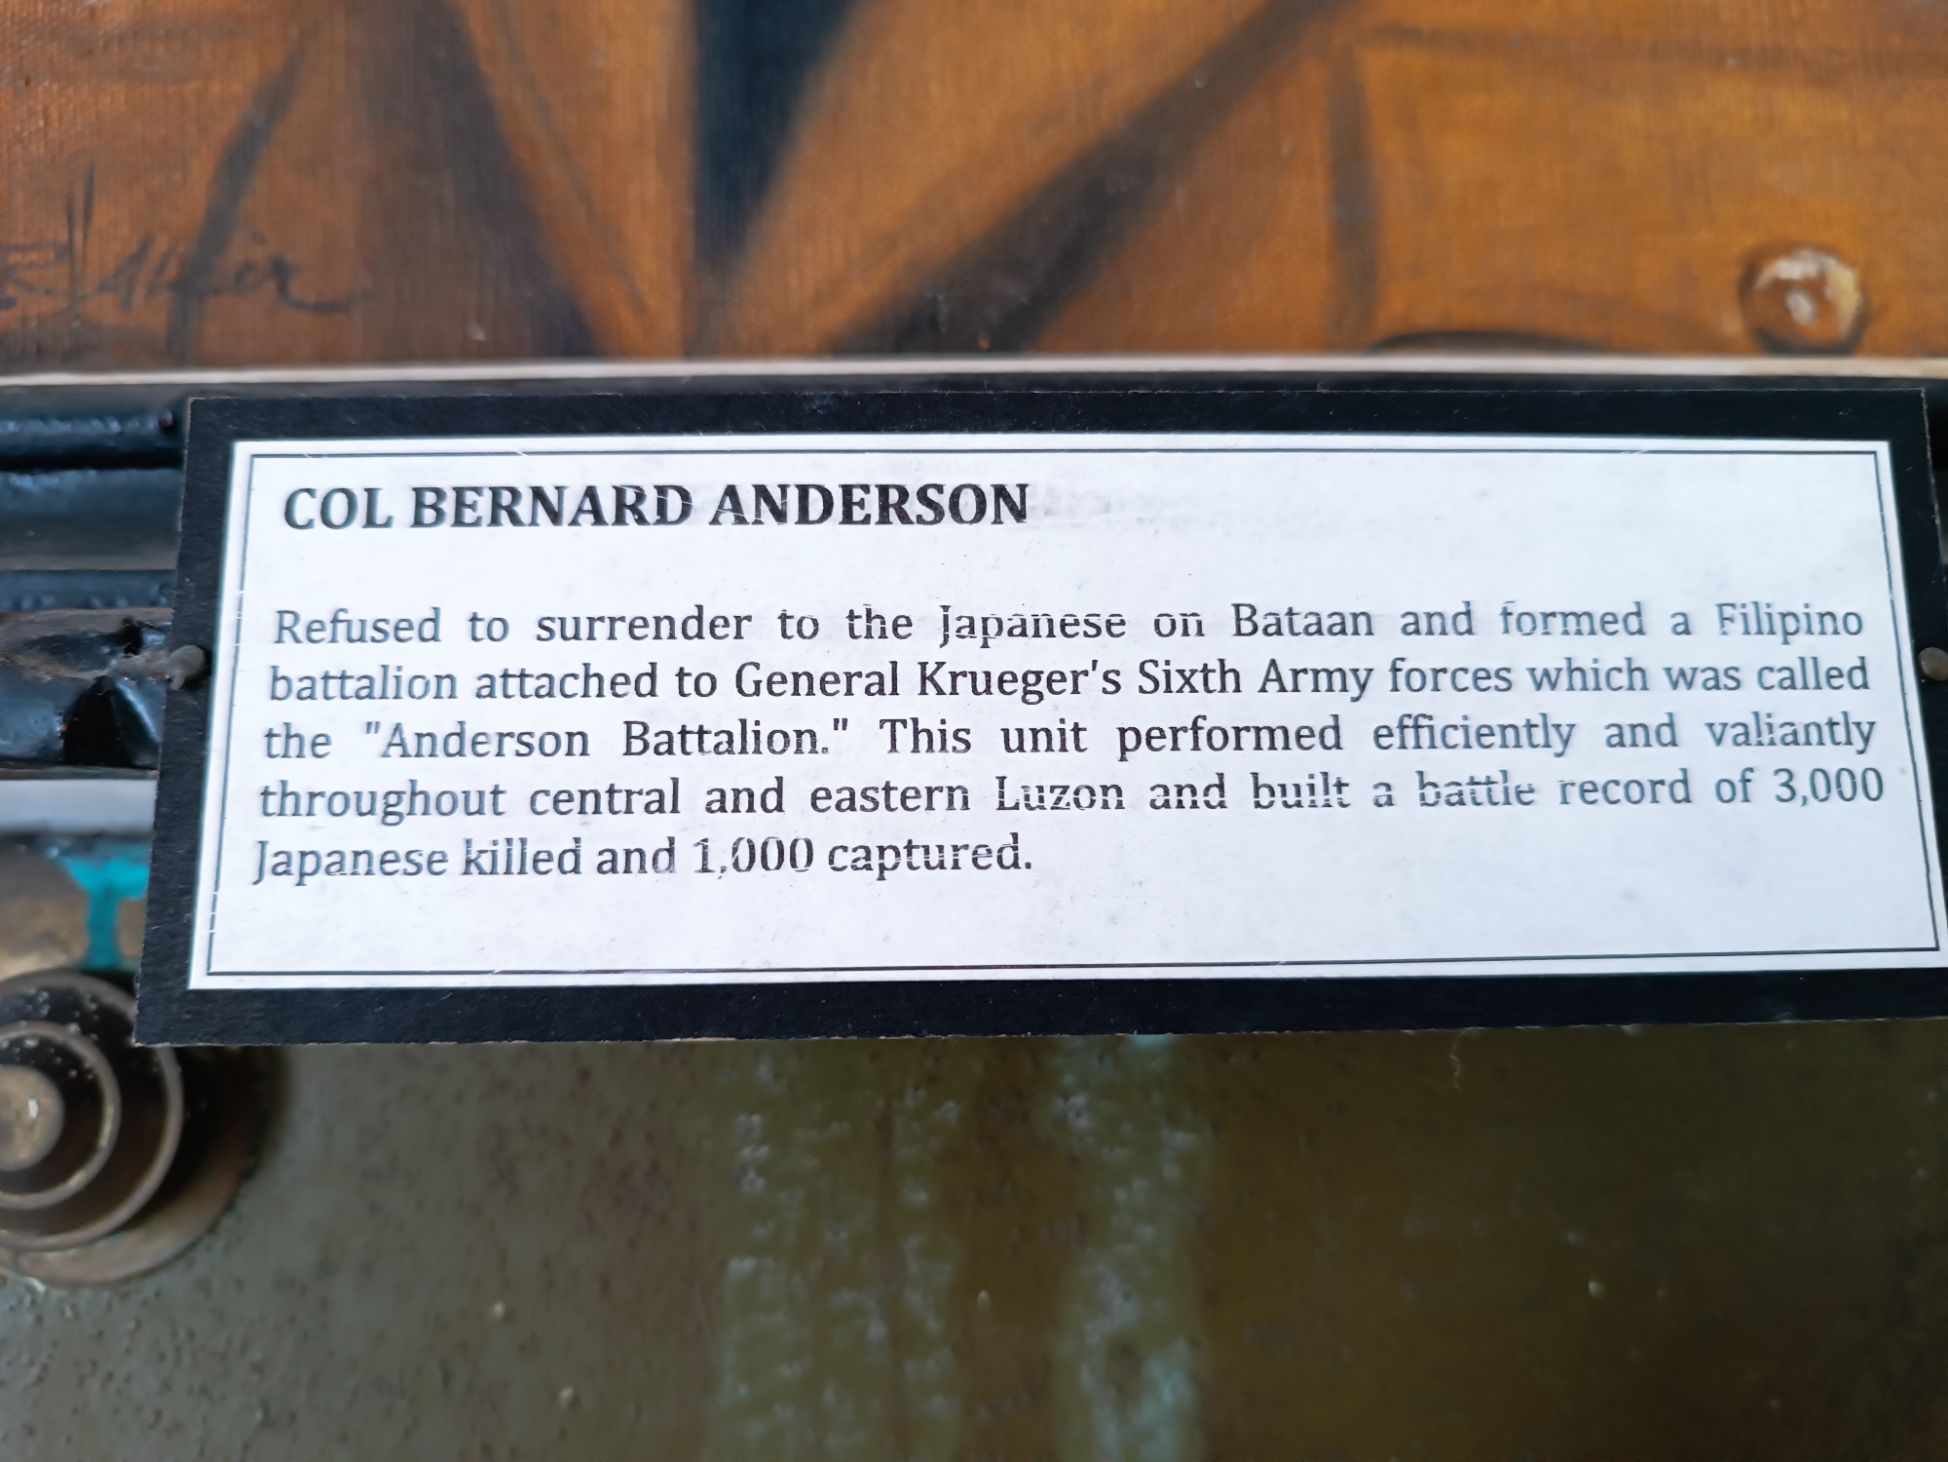 COL BERNARD ANDERSON
Refused to surrender to the Japanese on Bataan and formed a Filipino
battalion attached to General Krueger's Sixth Army forces which was called
the "Anderson Battalion." This unit performed efficiently and valiantly
throughout central and eastern Luzon and built a battle record of 3,000
Japanese killed and 1,000 captured.